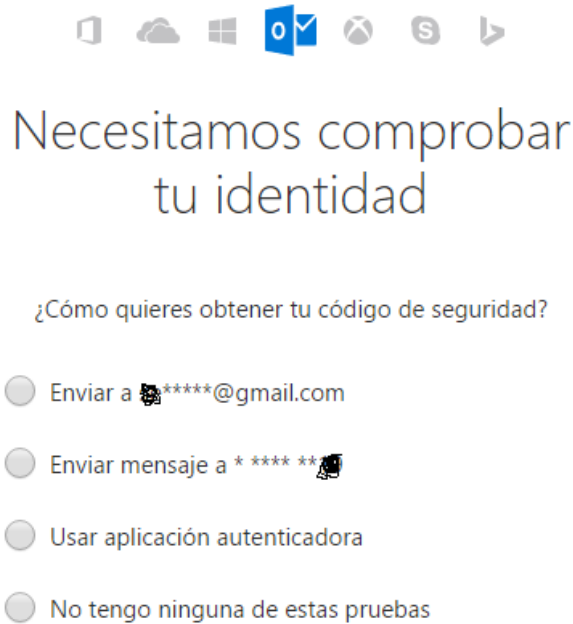 Necesitamos comprobar
tu identidad
¿Cómo quieres obtener tu código de seguridad?
Enviar a *****@gmail.com
Enviar mensaje a * **** **
Usar aplicación autenticadora
No tengo ninguna de estas pruebas